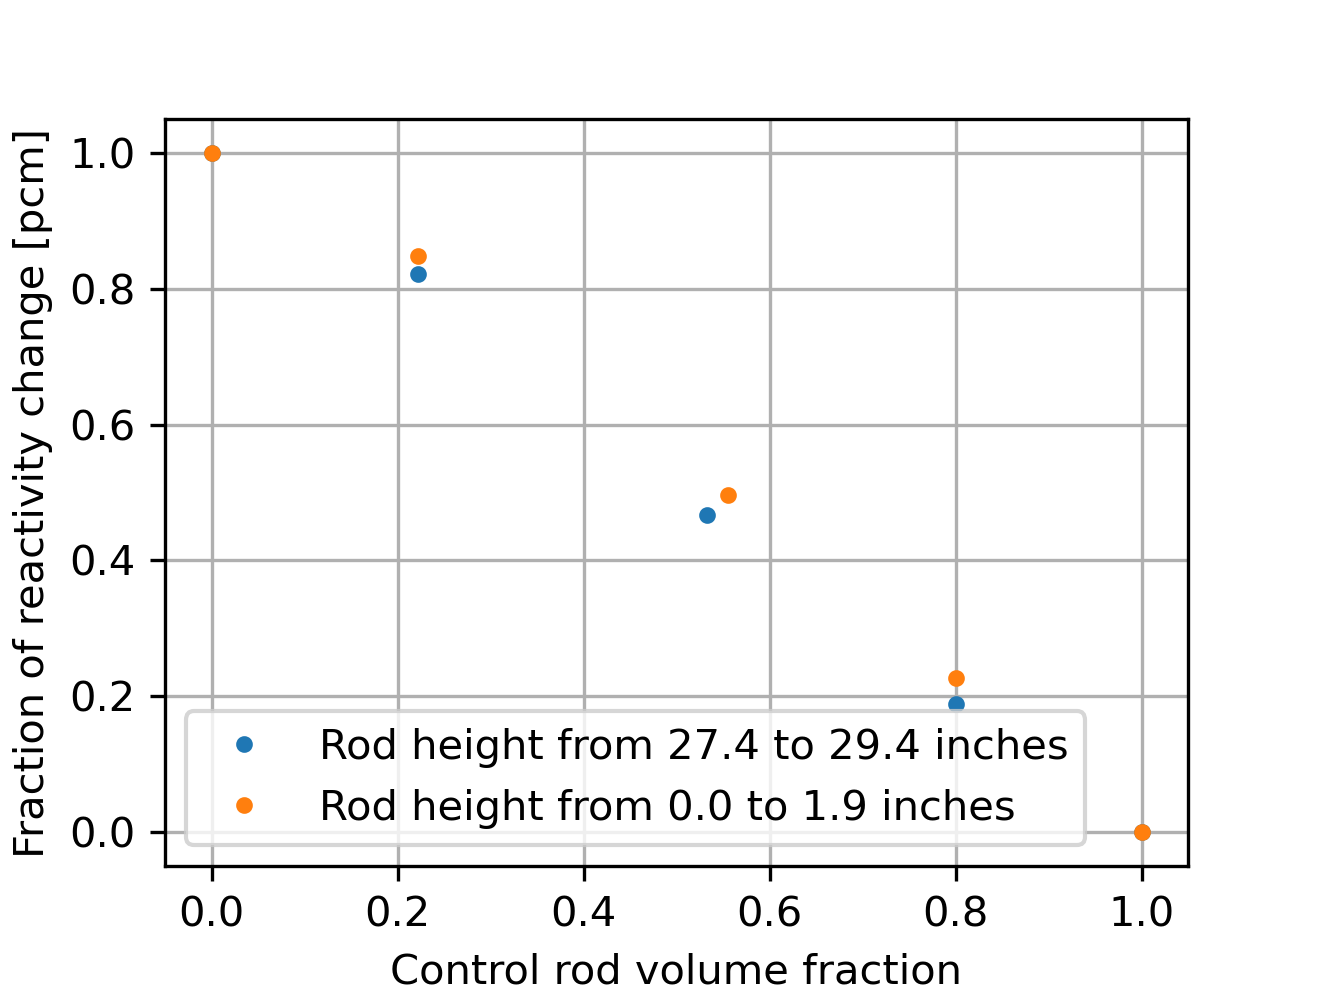 Fraction of reactivity change [pcm]
1.0
0.8
0.6
0.4
0.2
0.0
Rod height from 27.4 to 29.4 inches
Rod height from 0.0 to 1.9 inches
0.0 0.2 0.4 0.6 0.8 1.0
Control rod volume fraction